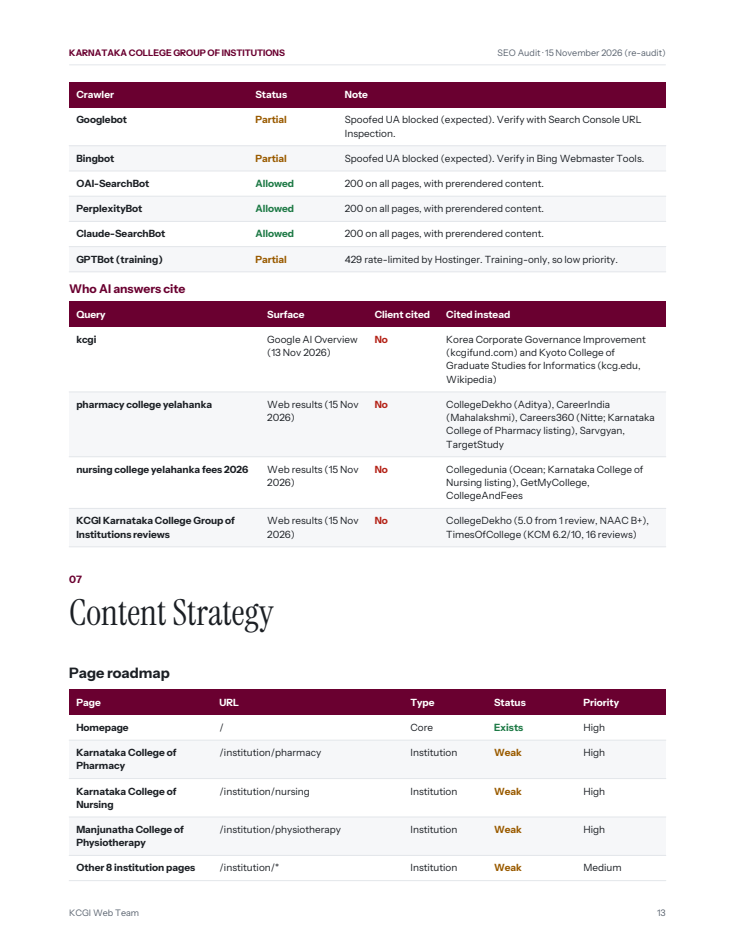 KARNATAKA COLLEGE GROUP OF INSTITUTIONS SEO Audit · 15 November 2026 (re-audit)
Crawler Status Note
Googlebot Partial Spoofed UA blocked (expected). Verify with Search Console URL
Inspection.
Bingbot Partial Spoofed UA blocked (expected). Verify in Bing Webmaster Tools.
OAI-SearchBot Allowed 200 on all pages, with prerendered content.
PerplexityBot Allowed 200 on all pages, with prerendered content.
Claude-SearchBot Allowed 200 on all pages, with prerendered content.
GPTBot (training) Partial 429 rate-limited by Hostinger. Training-only, so low priority.
Who AI answers cite
Query Surface Client cited Cited instead
kcgi Google AI Overview No Korea Corporate Governance Improvement
(13 Nov 2026) (kcgifund.com) and Kyoto College of
Graduate Studies for Informatics (kcg.edu,
Wikipedia)
pharmacy college yelahanka Web results (15 Nov No CollegeDekho (Aditya), CareerIndia
2026) (Mahalakshmi), Careers360 (Nitte; Karnataka
College of Pharmacy listing), Sarvgyan,
TargetStudy
nursing college yelahanka fees 2026 Web results (15 Nov No Collegedunia (Ocean; Karnataka College of
2026) Nursing listing), GetMyCollege,
CollegeAndFees
KCGI Karnataka College Group of Web results (15 Nov No CollegeDekho (5.0 from 1 review, NAAC B+),
Institutions reviews 2026) TimesOfCollege (KCM 6.2/10, 16 reviews)
07
Content Strategy
Page roadmap
Page URL Type Status Priority
Homepage / Core Exists High
Karnataka College of /institution/pharmacy Institution Weak High
Pharmacy
Karnataka College of /institution/nursing Institution Weak High
Nursing
Manjunatha College of /institution/physiotherapy Institution Weak High
Physiotherapy
Other 8 institution pages /institution/* Institution Weak Medium
KCGI Web Team 13